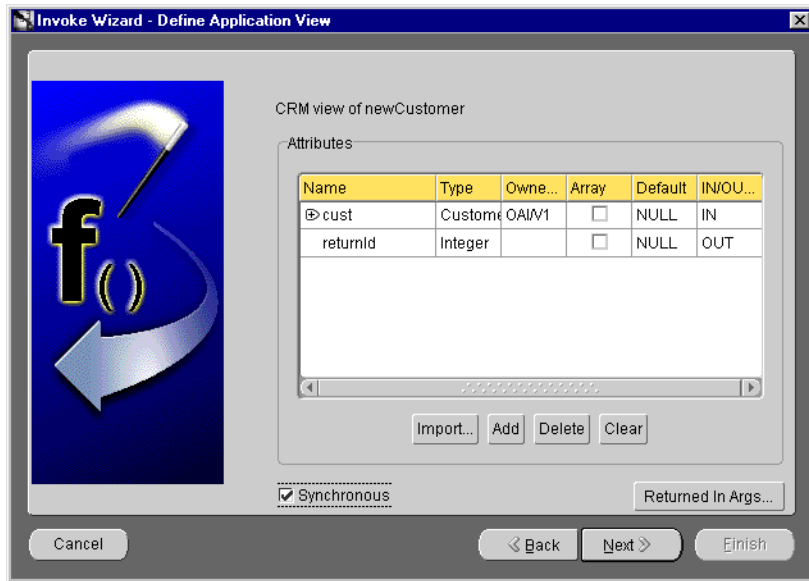 Invoke Wizard - Define Application View
CRM view of newCustomer
Attributes
Name Type Owne... Array Default IN/OU...
cust Custome OAI/V1 NULL IN
returnId Integer NULL OUT
f()
Import... Add Delete Clear
Synchronous
Returned In Args...
Cancel Back Next Finish